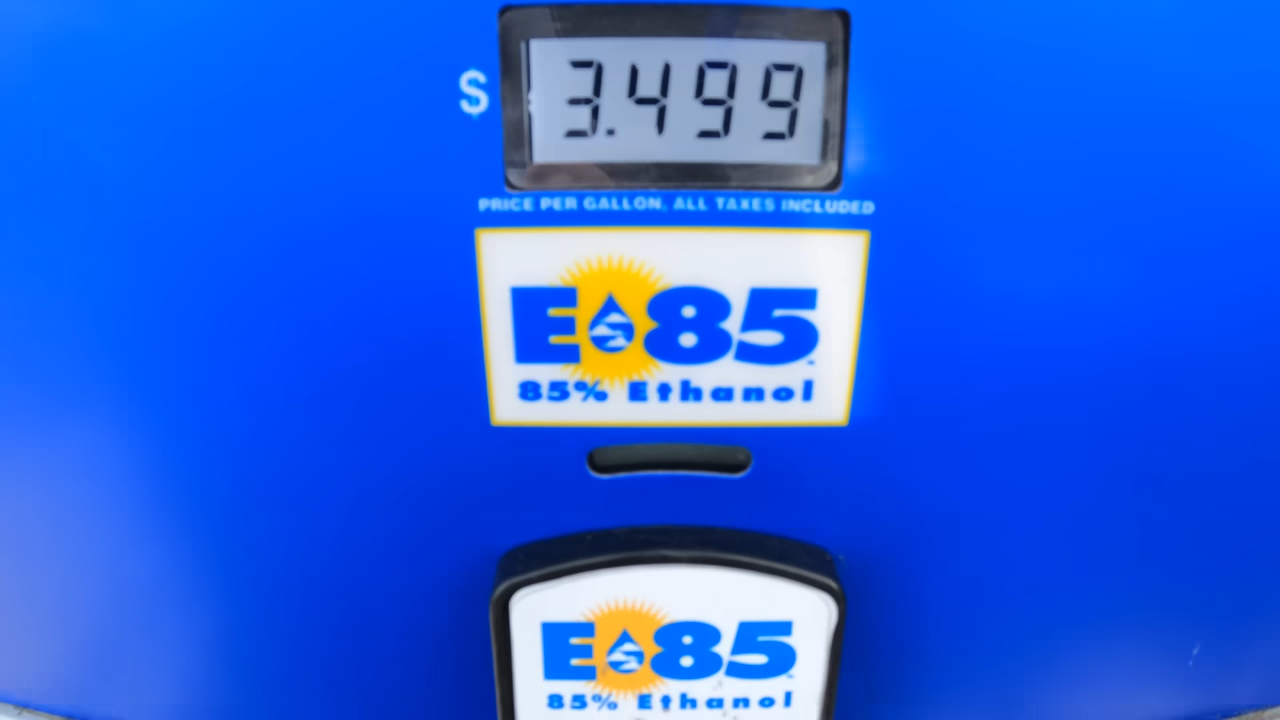 $ 3.499
PRICE PER GALLON, ALL TAXES INCLUDED
E85
85% Ethanol
E85
85% Ethanol